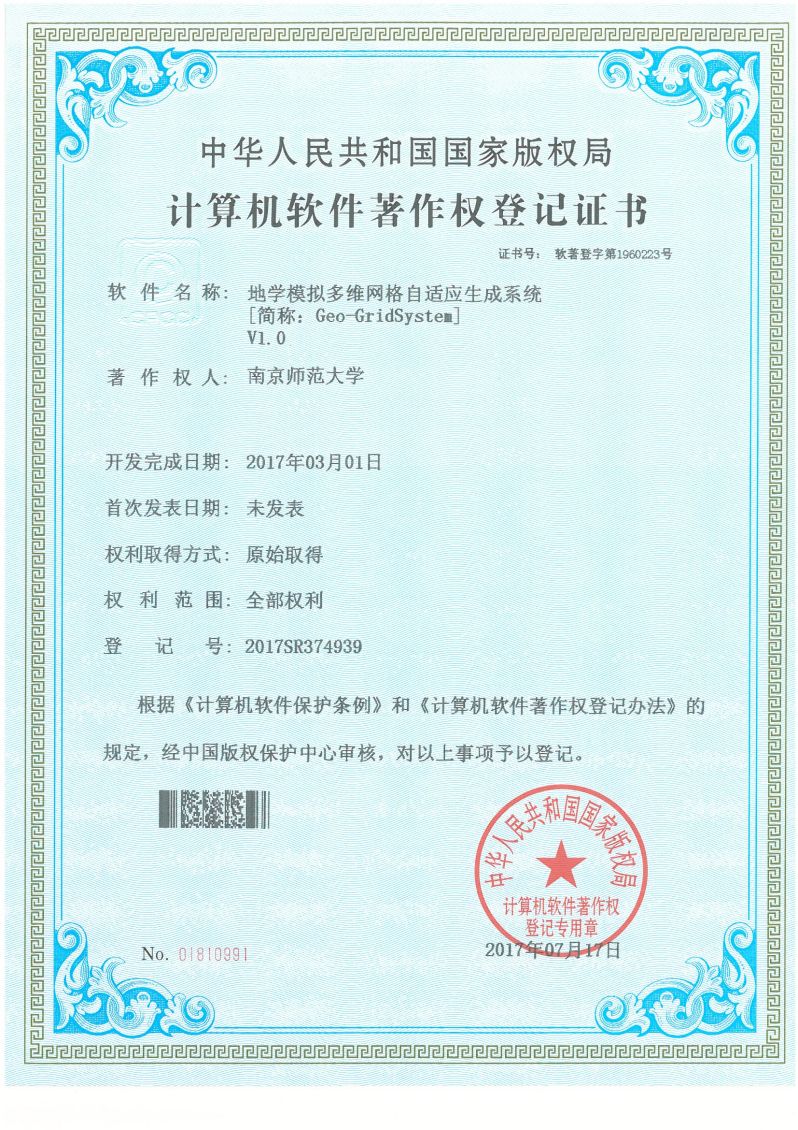 中华人民共和国国家版权局
计算机软件著作权登记证书
证书号： 软著登字第1960223号
软件名称： 地学模拟多维网格自适应生成系统
[简称：Geo-GridSystem]
V1.0
著作权人： 南京师范大学
开发完成日期： 2017年03月01日
首次发表日期： 未发表
权利取得方式： 原始取得
权利范围： 全部权利
登记号： 2017SR374939
根据《计算机软件保护条例》和《计算机软件著作权登记办法》的
规定，经中国版权保护中心审核，对以上事项予以登记。
中华人民共和国国家版权局
计算机软件著作权
登记专用章
No. 01810991
2017年07月17日